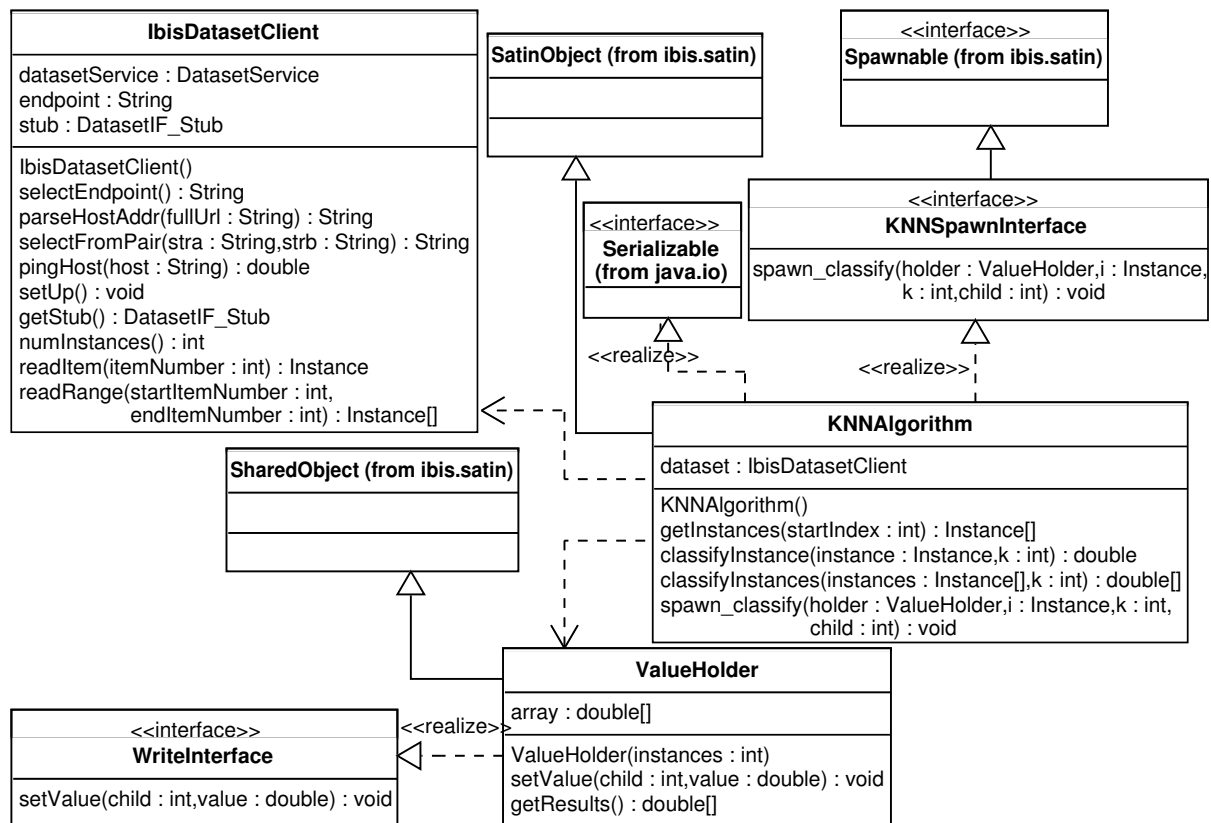 IbisDatasetClient
datasetService : DatasetService
endpoint : String
stub : DatasetIF_Stub
IbisDatasetClient()
selectEndpoint() : String
parseHostAddr(fullUrl : String) : String
selectFromPair(stra : String,strb : String) : String
pingHost(host : String) : double
setUp() : void
getStub() : DatasetIF_Stub
numInstances() : int
readItem(itemNumber : int) : Instance
readRange(startItemNumber : int,
endItemNumber : int) : Instance[]
SatinObject (from ibis.satin)
<<interface>>
Spawnable (from ibis.satin)
<<interface>>
Serializable
(from java.io)
<<interface>>
KNNSpawnInterface
spawn_classify(holder : ValueHolder,i : Instance,
k : int,child : int) : void
<<realize>>
<<realize>>
KNNAlgorithm
dataset : IbisDatasetClient
KNNAlgorithm()
getInstances(startIndex : int) : Instance[]
classifyInstance(instance : Instance,k : int) : double
classifyInstances(instances : Instance[],k : int) : double[]
spawn_classify(holder : ValueHolder,i : Instance,k : int,
child : int) : void
SharedObject (from ibis.satin)
ValueHolder
array : double[]
ValueHolder(instances : int)
setValue(child : int,value : double) : void
getResults() : double[]
<<realize>>
<<interface>>
WriteInterface
setValue(child : int,value : double) : void